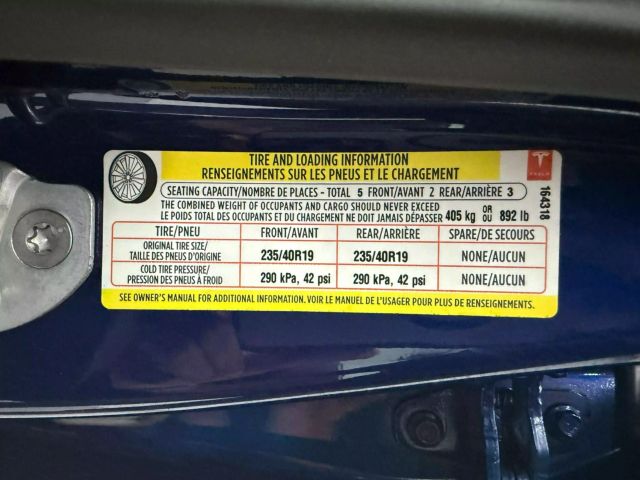 TIRE AND LOADING INFORMATION
RENSEIGNEMENTS SUR LES PNEUS ET LE CHARGEMENT
TESLA
SEATING CAPACITY/NOMBRE DE PLACES - TOTAL 5 FRONT/AVANT 2 REAR/ARRIÈRE 3
THE COMBINED WEIGHT OF OCCUPANTS AND CARGO SHOULD NEVER EXCEED
LE POIDS TOTAL DES OCCUPANTS ET DU CHARGEMENT NE DOIT JAMAIS DÉPASSER 405 kg OR/OU 892 lb
164318
TIRE/PNEU FRONT/AVANT REAR/ARRIÈRE SPARE/DE SECOURS
ORIGINAL TIRE SIZE/
TAILLE DES PNEUS D'ORIGINE 235/40R19 235/40R19 NONE/AUCUN
COLD TIRE PRESSURE/
PRESSION DES PNEUS À FROID 290 kPa, 42 psi 290 kPa, 42 psi NONE/AUCUN
SEE OWNER'S MANUAL FOR ADDITIONAL INFORMATION. VOIR LE MANUEL DE L'USAGER POUR PLUS DE RENSEIGNEMENTS.